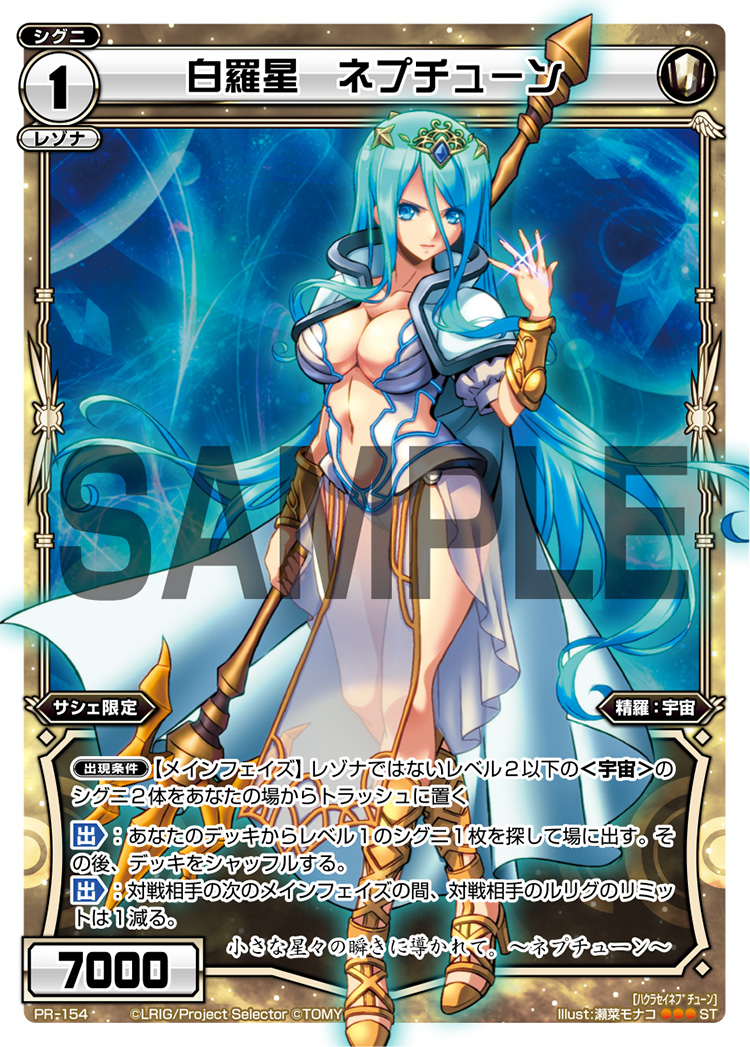 シグニ
1
白羅星 ネプチューン
レゾナ
SAMPLE
サシェ限定
精羅:宇宙
出現条件【メインフェイズ】レゾナではないレベル2以下の<宇宙>の
シグニ2体をあなたの場からトラッシュに置く
出:あなたのデッキからレベル1のシグニ1枚を探して場に出す。そ
の後、デッキをシャッフルする。
出:対戦相手の次のメインフェイズの間、対戦相手のルリグのリミッ
トは1減る。
小さな星々の瞬きに導かれて。~ネプチューン~
7000
[ハクラセイネプチューン]
PR-154 ©LRIG/Project Selector ©TOMY Illust:瀬菜モナコ ST